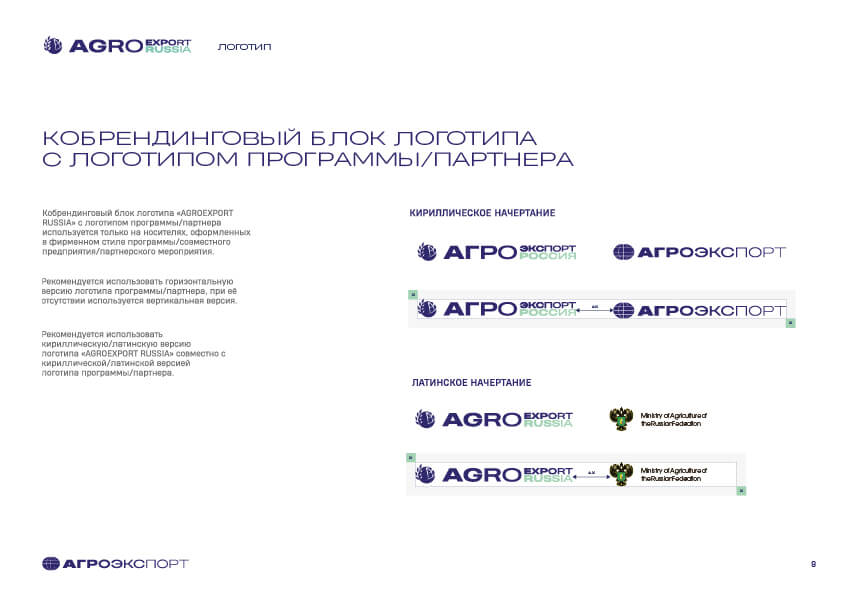 AGRO EXPORT RUSSIA ЛОГОТИП
КОБРЕНДИНГОВЫЙ БЛОК ЛОГОТИПА
С ЛОГОТИПОМ ПРОГРАММЫ/ПАРТНЕРА
Кобрендинговый блок логотипа «AGROEXPORT
RUSSIA» с логотипом программы/партнера
используется только на носителях, оформленных
в фирменном стиле программы/совместного
предприятия/партнерского мероприятия.
Рекомендуется использовать горизонтальную
версию логотипа программы/партнера, при её
отсутствии используется вертикальная версия.
Рекомендуется использовать
кириллическую/латинскую версию
логотипа «AGROEXPORT RUSSIA» совместно с
кириллической/латинской версией
логотипа программы/партнера.
КИРИЛЛИЧЕСКОЕ НАЧЕРТАНИЕ
АГРО ЭКСПОРТ РОССИЯ АГРОЭКСПОРТ
АГРО ЭКСПОРТ РОССИЯ АГРОЭКСПОРТ
ЛАТИНСКОЕ НАЧЕРТАНИЕ
AGRO EXPORT RUSSIA
Ministry of Agriculture of
the Russian Federation
AGRO EXPORT RUSSIA
Ministry of Agriculture of
the Russian Federation
АГРОЭКСПОРТ
9